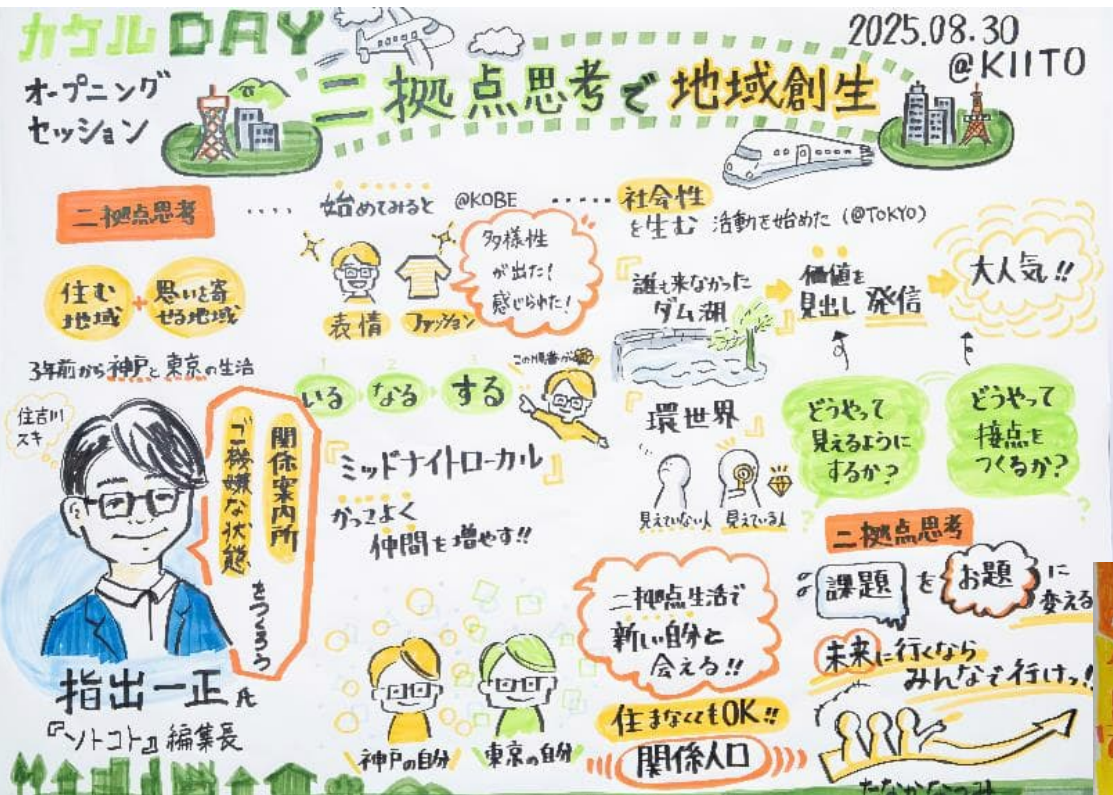 カケルDAY
オープニング
セッション
二拠点思考で地域創生
2025.08.30
@KIITO
二拠点思考
住む
地域
+
思いを寄
せる地域
3年前から神戸と東京の生活
住吉川
スキ
関係案内所
ご機嫌な状態、
をつくろう
指出一正氏
『ソトコト』編集長
‥‥始めてみると @KOBE ‥‥‥
表情
ファッション
多様性
が出た!
感じられた!
1 2 3
いる なる する
この順番が
『ミッドナイトローカル』
かっこよく
仲間を増やす!!
神戸の自分
東京の自分
社会性
を生む 活動を始めた (@TOKYO)
『誰も来なかった
ダム湖』
価値を
見出し 発信
大人気!!
『環世界』
見えていない人 見えている人
どうやって
見えるように
するか?
どうやって
接点を
つくるか?
?
?
二拠点生活で
新しい自分と
会える!!
住まなくてもOK!!
関係人口
二拠点思考
課題をお題に
変える
未来に行くなら
みんなで行けっ!!
たなかなつみ